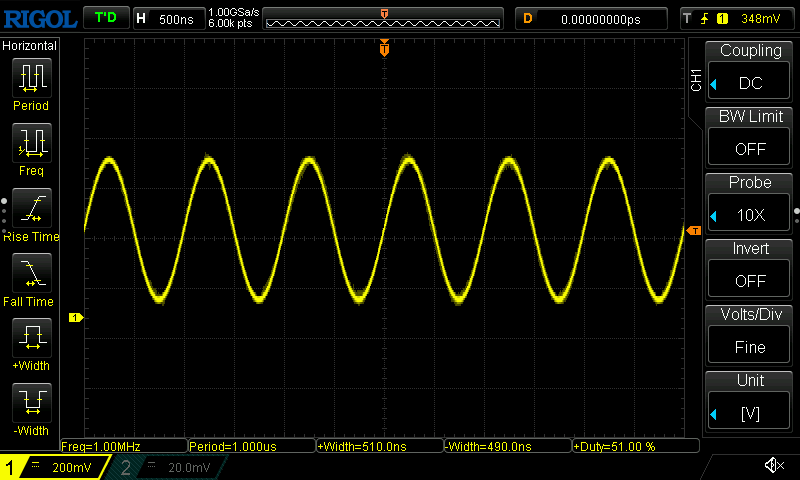 RIGOL T'D H 500ns 1.00GSa/s 6.00k pts T D 0.00000000ps T 1 348mV
Horizontal
Period
Freq
Rise Time
Fall Time
+Width
-Width
T
T
1
CH1
Coupling
DC
BW Limit
OFF
Probe
10X
Invert
OFF
Volts/Div
Fine
Unit
[V]
Freq=1.00MHz Period=1.000us +Width=510.0ns -Width=490.0ns +Duty=51.00 %
1 200mV 2 20.0mV